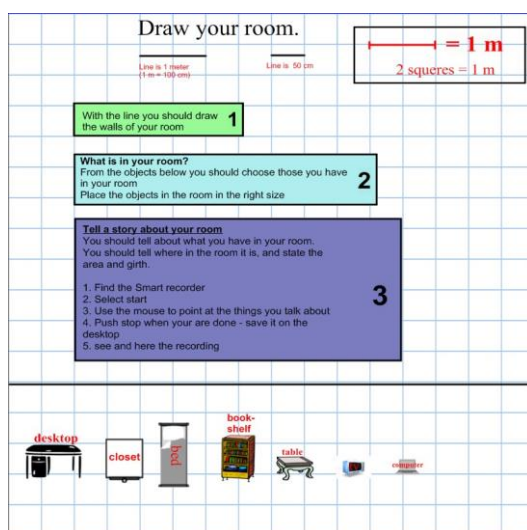 Draw your room.
Line is 1 meter
(1 m = 100 cm)
Line is 50 cm
= 1 m
2 squeres = 1 m
With the line you should draw
the walls of your room
1
What is in your room?
From the objects below you should choose those you have
in your room
Place the objects in the room in the right size
2
Tell a story about your room
You should tell about what you have in your room.
You should tell where in the room it is, and state the
area and girth.
1. Find the Smart recorder
2. Select start
3. Use the mouse to point at the things you talk about
4. Push stop when your are done - save it on the
desktop
5. see and here the recording
3
desktop
closet
bed
book-
shelf
table
computer